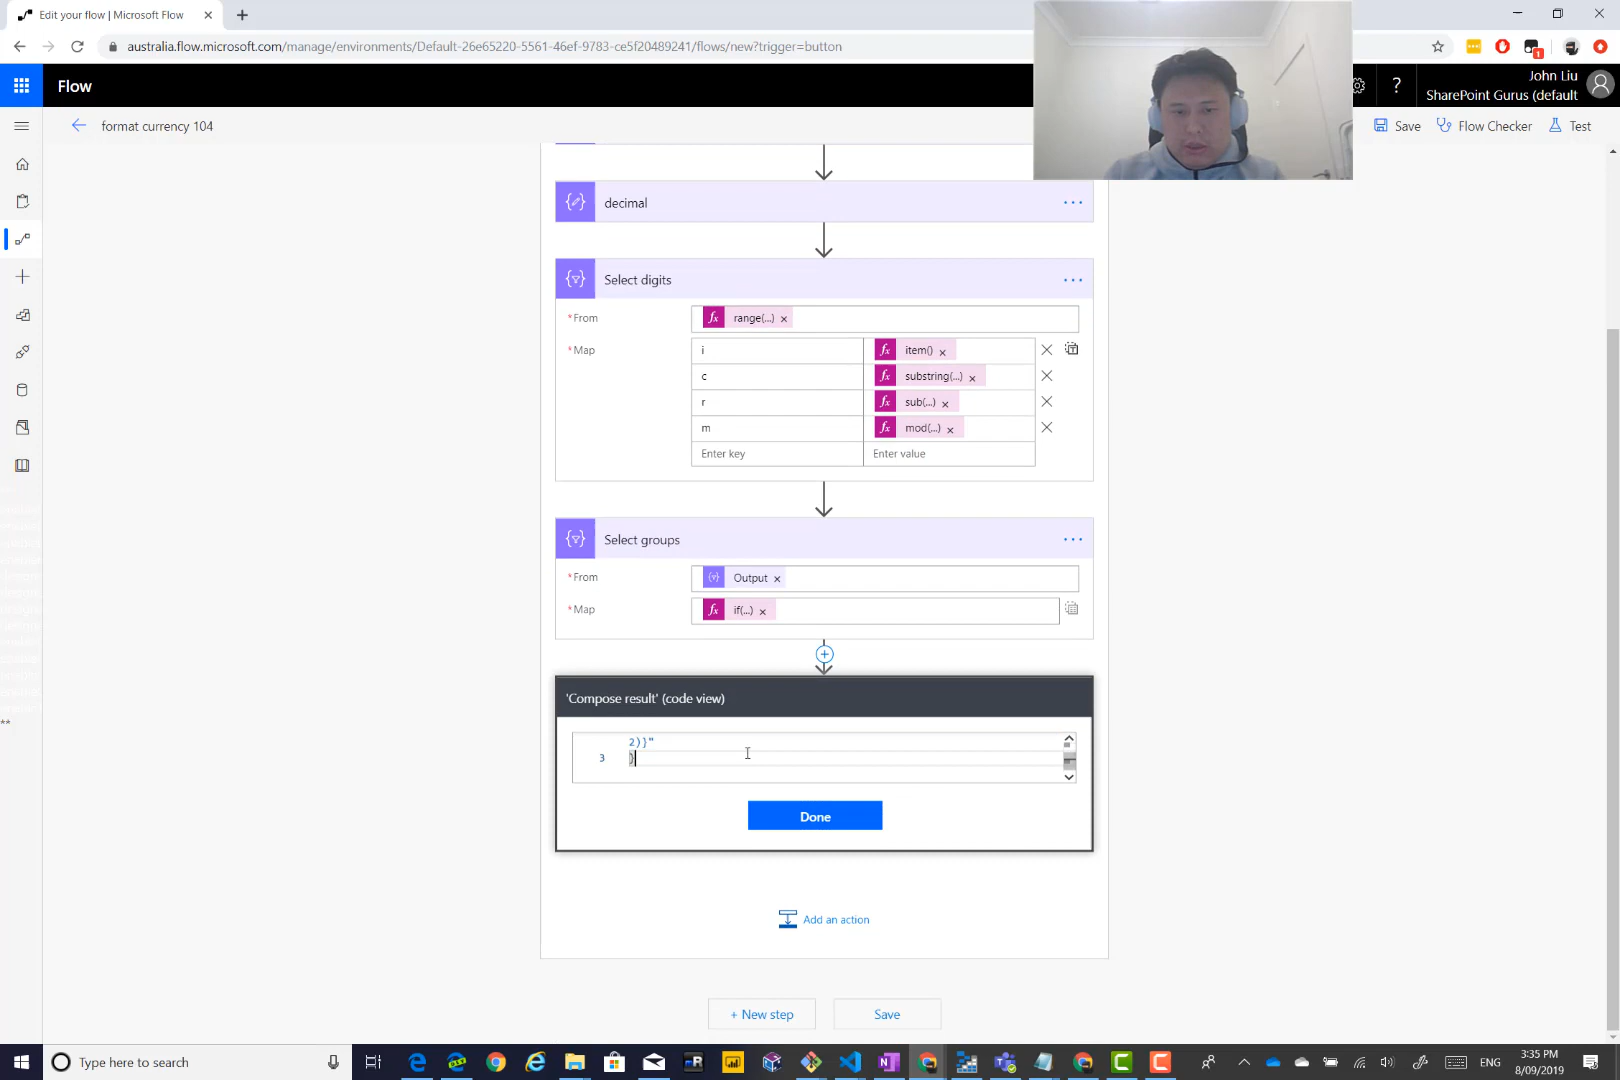 Edit your flow | Microsoft Flow
australia.flow.microsoft.com/manage/environments/Default-26e65220-5561-46ef-9783-ce5f20489241/flows/new?trigger=button
Flow
John Liu
SharePoint Gurus (default
format currency 104
Save
Flow Checker
Test
decimal
Select digits
*From
range(...)
*Map
i
item()
c
substring(...)
r
sub(...)
m
mod(...)
Enter key
Enter value
Select groups
*From
Output
*Map
if(...)
'Compose result' (code view)
2)}"
3 }
Done
Add an action
+ New step
Save
Type here to search
ENG
3:35 PM
8/09/2019